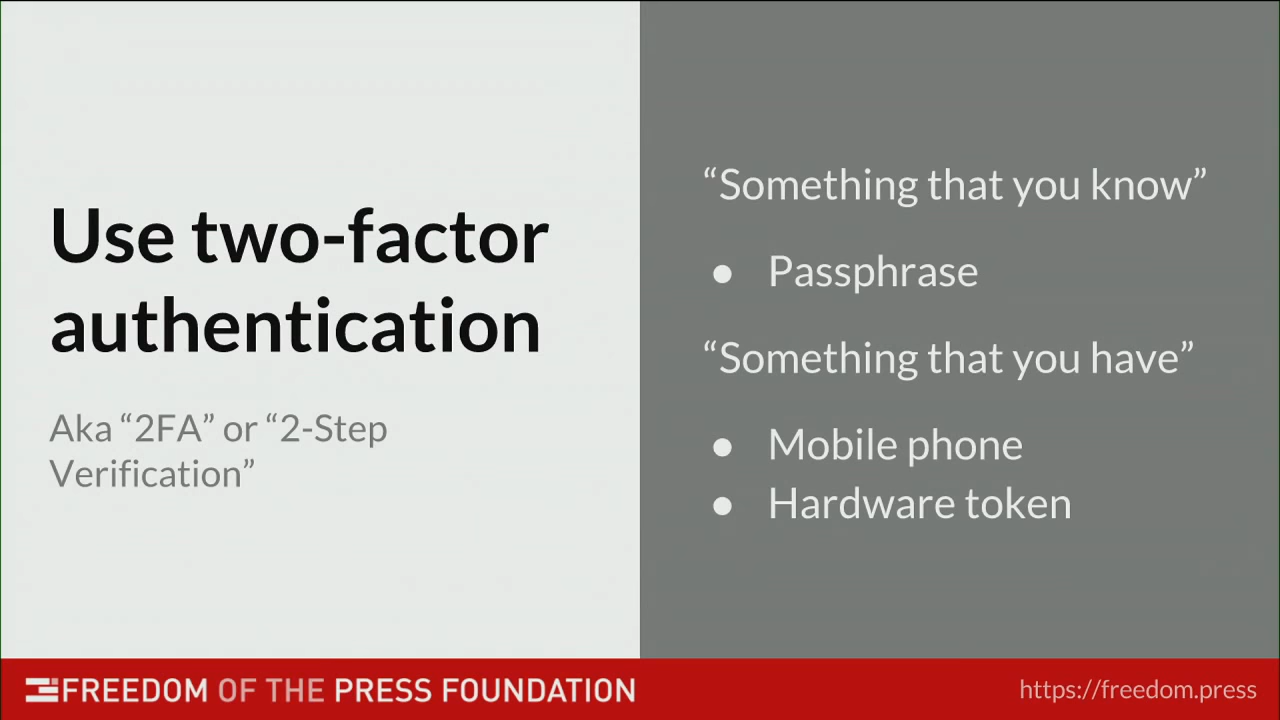 Use two-factor
authentication
Aka “2FA” or “2-Step
Verification”
“Something that you know”
● Passphrase
“Something that you have”
● Mobile phone
● Hardware token
FREEDOM OF THE PRESS FOUNDATION
https://freedom.press